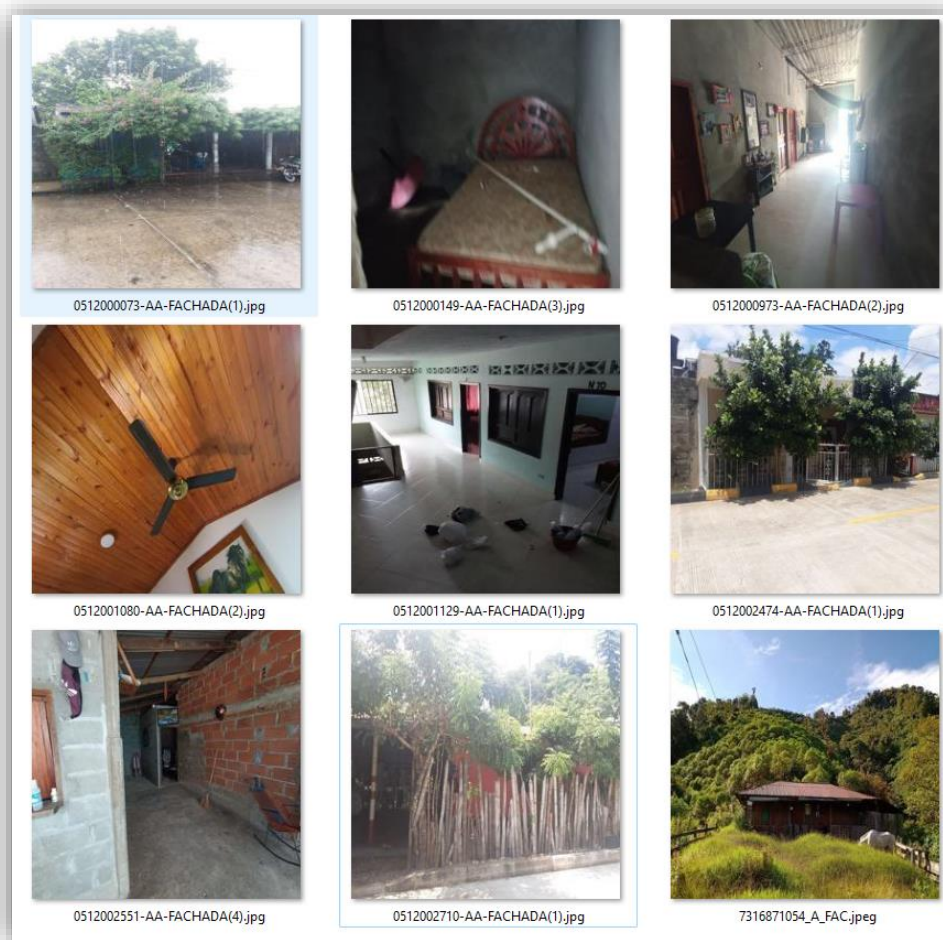 0512000073-AA-FACHADA(1).jpg
0512000149-AA-FACHADA(3).jpg
0512000973-AA-FACHADA(2).jpg
N 20
0512001080-AA-FACHADA(2).jpg
0512001129-AA-FACHADA(1).jpg
0512002474-AA-FACHADA(1).jpg
0512002551-AA-FACHADA(4).jpg
0512002710-AA-FACHADA(1).jpg
7316871054_A_FAC.jpeg